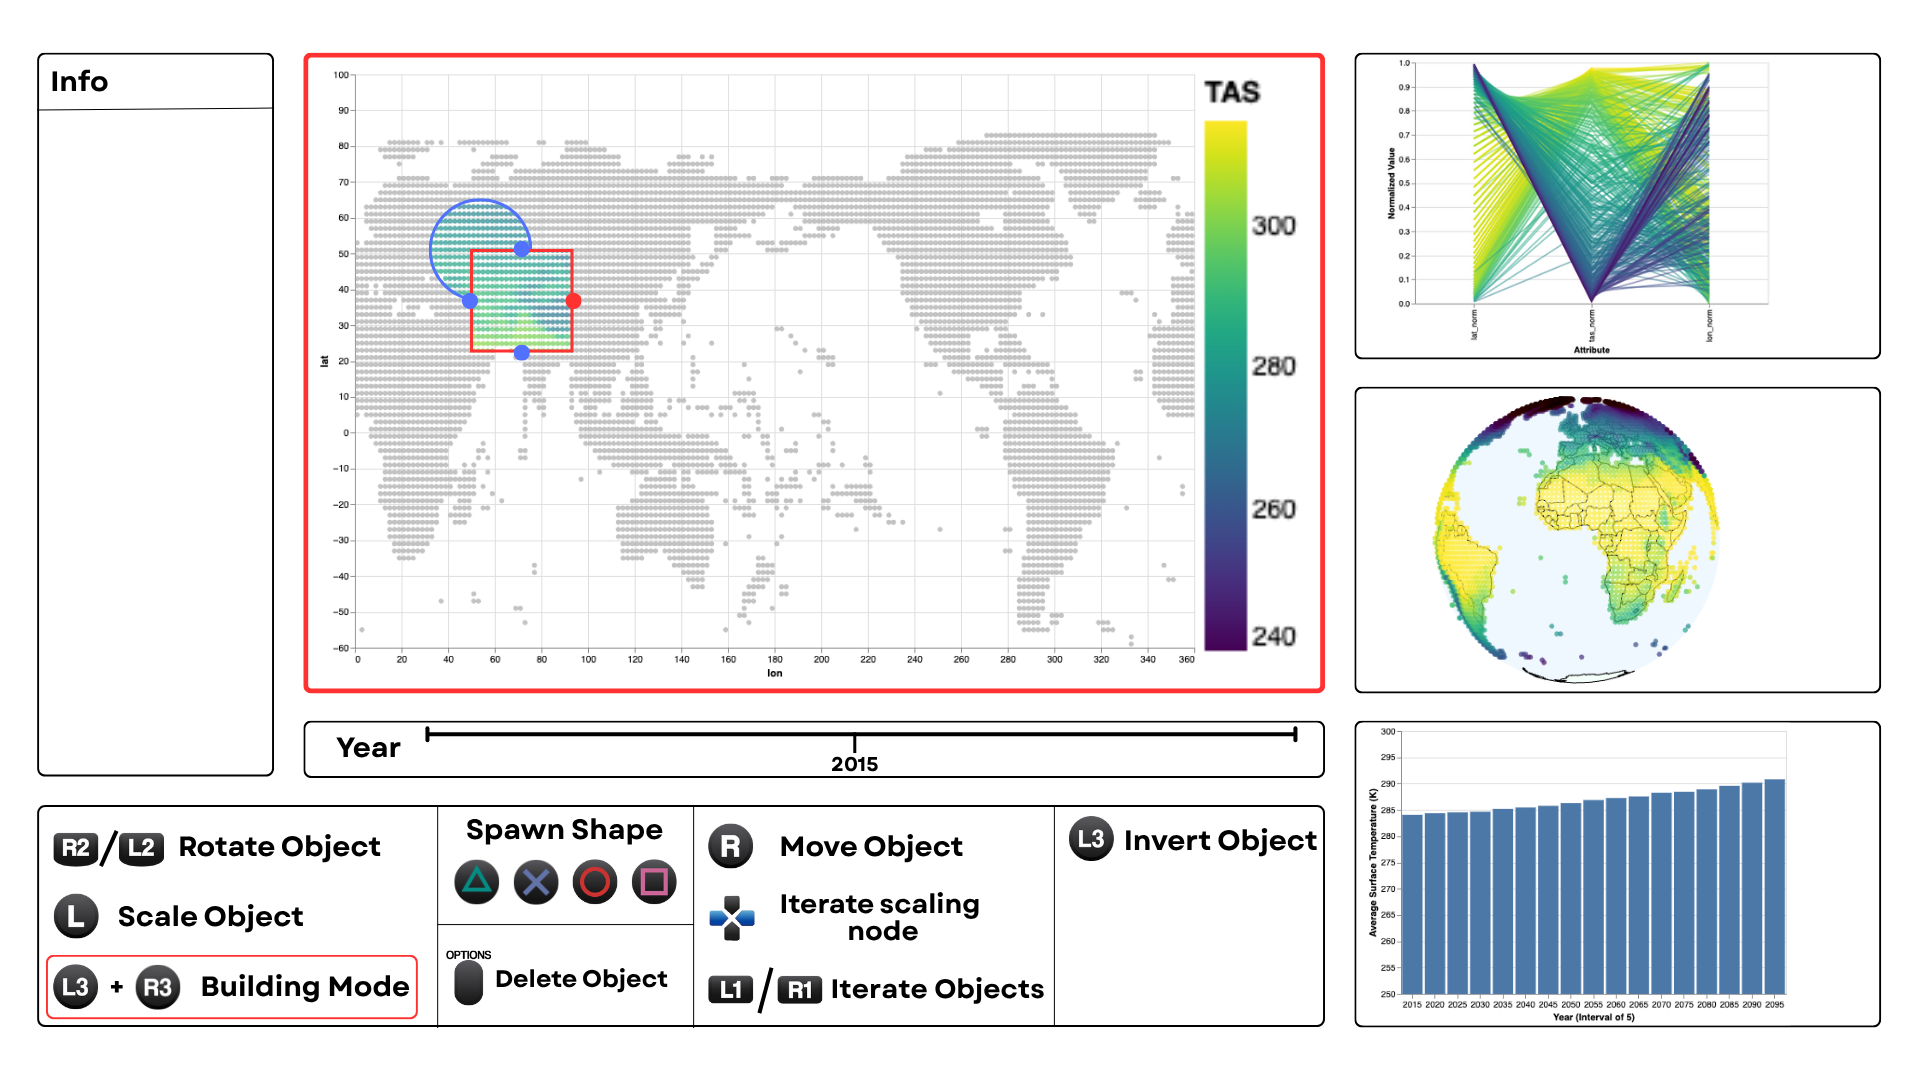 Info
100
90
80
70
60
50
40
30
20
10
0
−10
−20
−30
−40
−50
−60
lat
0 20 40 60 80 100 120 140 160 180 200 220 240 260 280 300 320 340 360
lon
TAS
300
280
260
240
1.0
0.9
0.8
0.7
0.6
0.5
0.4
0.3
0.2
0.1
0.0
Normalized Value
lat_norm
tas_norm
lon_norm
Attribute
Year
2015
300
295
290
285
280
275
270
265
260
255
250
Average Surface Temperature (K)
2015 2020 2025 2030 2035 2040 2045 2050 2055 2060 2065 2070 2075 2080 2085 2090 2095
Year (Interval of 5)
R2 / L2 Rotate Object
L Scale Object
L3 + R3 Building Mode
Spawn Shape
OPTIONS
Delete Object
R Move Object
Iterate scaling
node
L1 / R1 Iterate Objects
L3 Invert Object